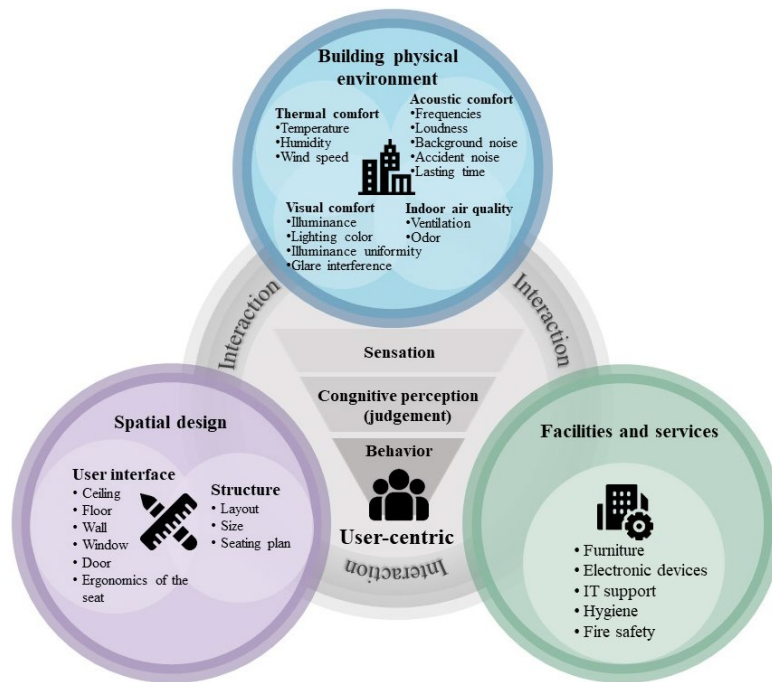 Building physical
environment
Thermal comfort
•Temperature
•Humidity
•Wind speed
Acoustic comfort
•Frequencies
•Loudness
•Background noise
•Accident noise
•Lasting time
Visual comfort
•Illuminance
•Lighting color
•Illuminance uniformity
•Glare interference
Indoor air quality
•Ventilation
•Odor
Interaction
Interaction
Sensation
Congnitive perception
(judgement)
Behavior
User-centric
Interaction
Spatial design
User interface
• Ceiling
• Floor
• Wall
• Window
• Door
• Ergonomics of the
seat
Structure
• Layout
• Size
• Seating plan
Facilities and services
• Furniture
• Electronic devices
• IT support
• Hygiene
• Fire safety